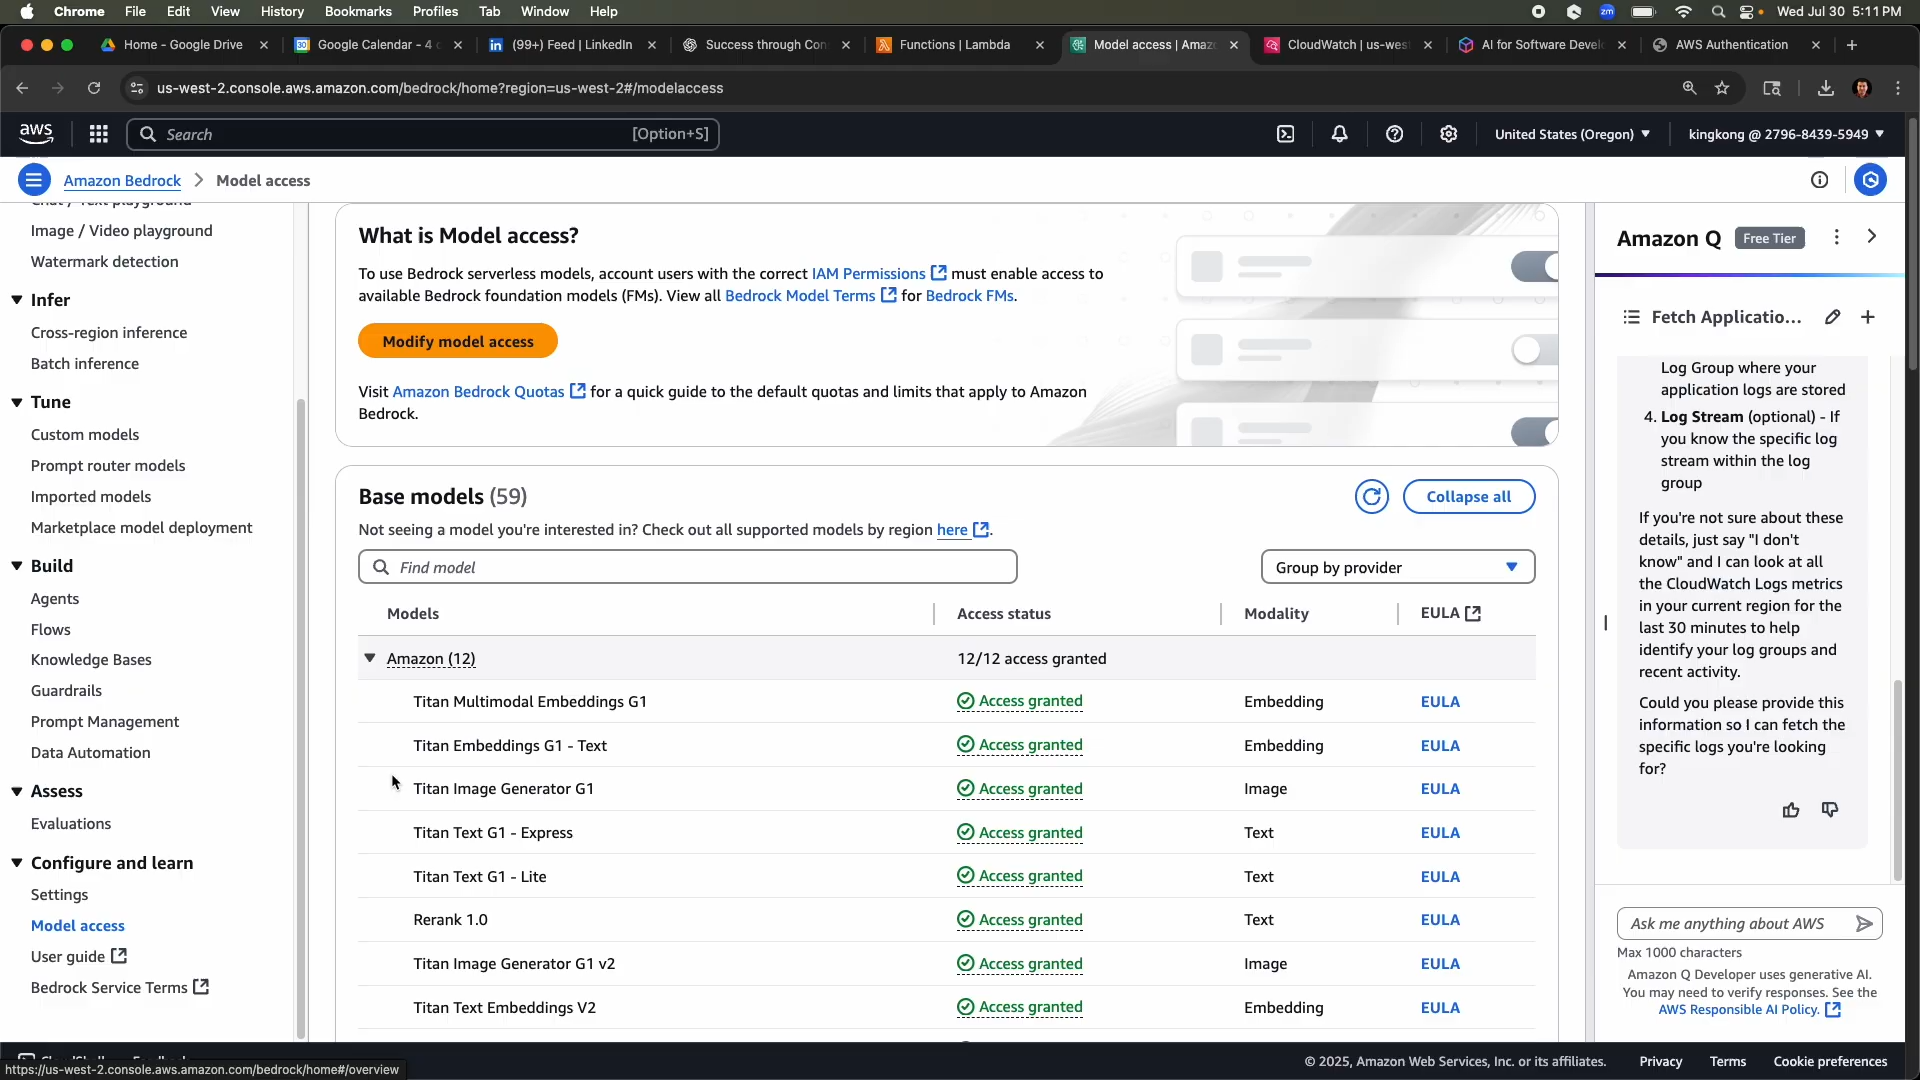 Chrome File Edit View History Bookmarks Profiles Tab Window Help
zm Wed Jul 30 5:11 PM
Home - Google Drive
Google Calendar - 4
(99+) Feed | LinkedIn
Success through Con
Functions | Lambda
Model access | Amaz
CloudWatch | us-wes
AI for Software Devel
AWS Authentication
us-west-2.console.aws.amazon.com/bedrock/home?region=us-west-2#/modelaccess
aws
Search [Option+S]
United States (Oregon)
kingkong @ 2796-8439-5949
Amazon Bedrock > Model access
Chat / Text playground
Image / Video playground
Watermark detection
Infer
Cross-region inference
Batch inference
Tune
Custom models
Prompt router models
Imported models
Marketplace model deployment
Build
Agents
Flows
Knowledge Bases
Guardrails
Prompt Management
Data Automation
Assess
Evaluations
Configure and learn
Settings
Model access
User guide
Bedrock Service Terms
What is Model access?
To use Bedrock serverless models, account users with the correct IAM Permissions must enable access to
available Bedrock foundation models (FMs). View all Bedrock Model Terms for Bedrock FMs.
Modify model access
Visit Amazon Bedrock Quotas for a quick guide to the default quotas and limits that apply to Amazon
Bedrock.
Base models (59)
Collapse all
Not seeing a model you're interested in? Check out all supported models by region here.
Find model
Group by provider
Models Access status Modality EULA
Amazon (12) 12/12 access granted
Titan Multimodal Embeddings G1 Access granted Embedding EULA
Titan Embeddings G1 - Text Access granted Embedding EULA
Titan Image Generator G1 Access granted Image EULA
Titan Text G1 - Express Access granted Text EULA
Titan Text G1 - Lite Access granted Text EULA
Rerank 1.0 Access granted Text EULA
Titan Image Generator G1 v2 Access granted Image EULA
Titan Text Embeddings V2 Access granted Embedding EULA
Amazon Q Free Tier
Fetch Applicatio...
Log Group where your
application logs are stored
4. Log Stream (optional) - If
you know the specific log
stream within the log
group
If you're not sure about these
details, just say "I don't
know" and I can look at all
the CloudWatch Logs metrics
in your current region for the
last 30 minutes to help
identify your log groups and
recent activity.
Could you please provide this
information so I can fetch the
specific logs you're looking
for?
Ask me anything about AWS
Max 1000 characters
Amazon Q Developer uses generative AI.
You may need to verify responses. See the
AWS Responsible AI Policy.
CloudShell Feedback
https://us-west-2.console.aws.amazon.com/bedrock/home#/overview
© 2025, Amazon Web Services, Inc. or its affiliates. Privacy Terms Cookie preferences